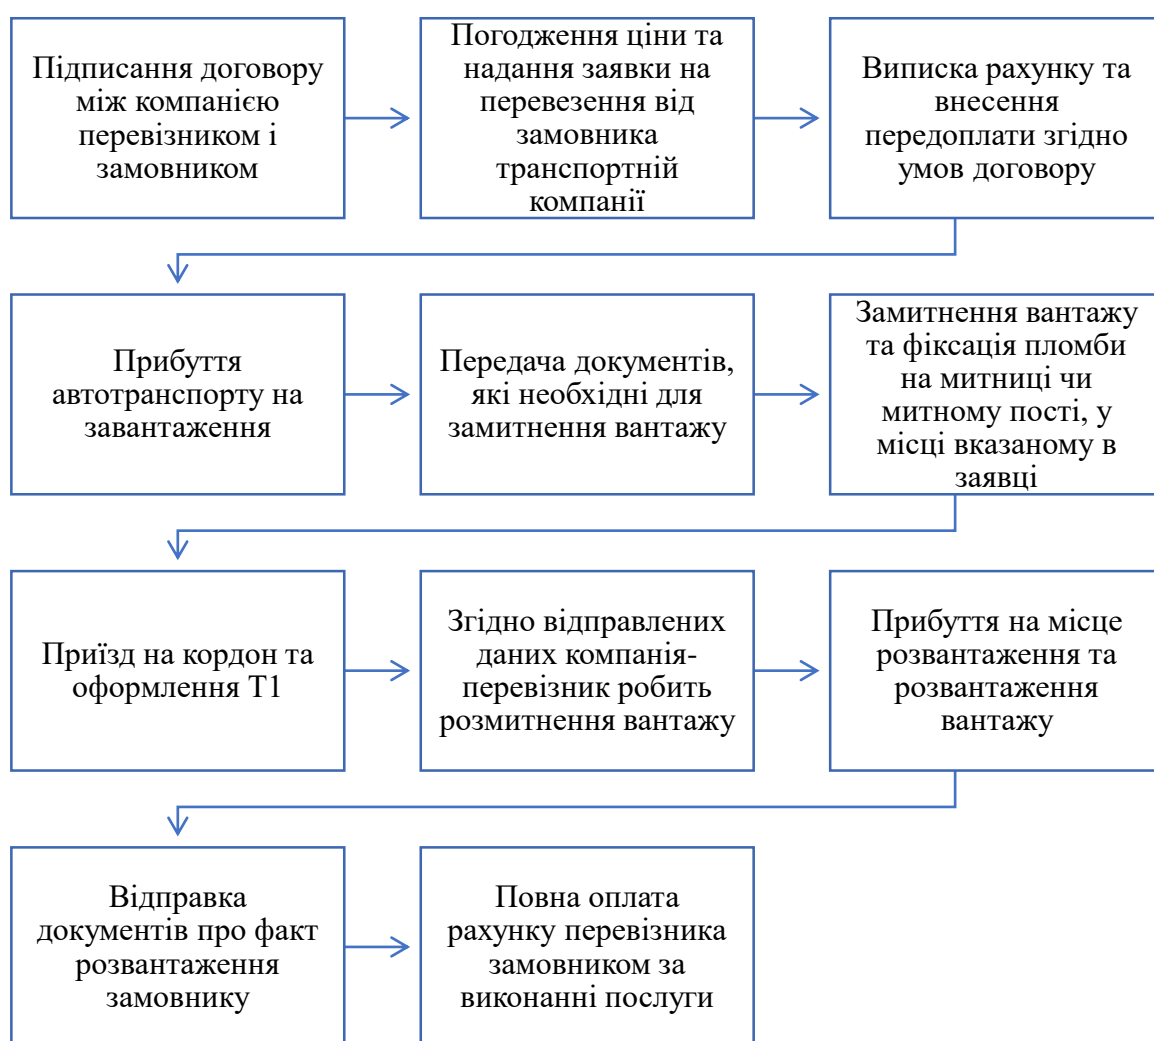 Підписання договору
між компанією
перевізником і
замовником
Погодження ціни та
надання заявки на
перевезення від
замовника
транспортній
компанії
Виписка рахунку та
внесення
передоплати згідно
умов договору
Прибуття
автотранспорту на
завантаження
Передача документів,
які необхідні для
замитнення вантажу
Замитнення вантажу
та фіксація пломби
на митниці чи
митному пості, у
місці вказаному в
заявці
Приїзд на кордон та
оформлення Т1
Згідно відправлених
даних компанія-
перевізник робить
розмитнення вантажу
Прибуття на місце
розвантаження та
розвантаження
вантажу
Відправка
документів про факт
розвантаження
замовнику
Повна оплата
рахунку перевізника
замовником за
виконанні послуги